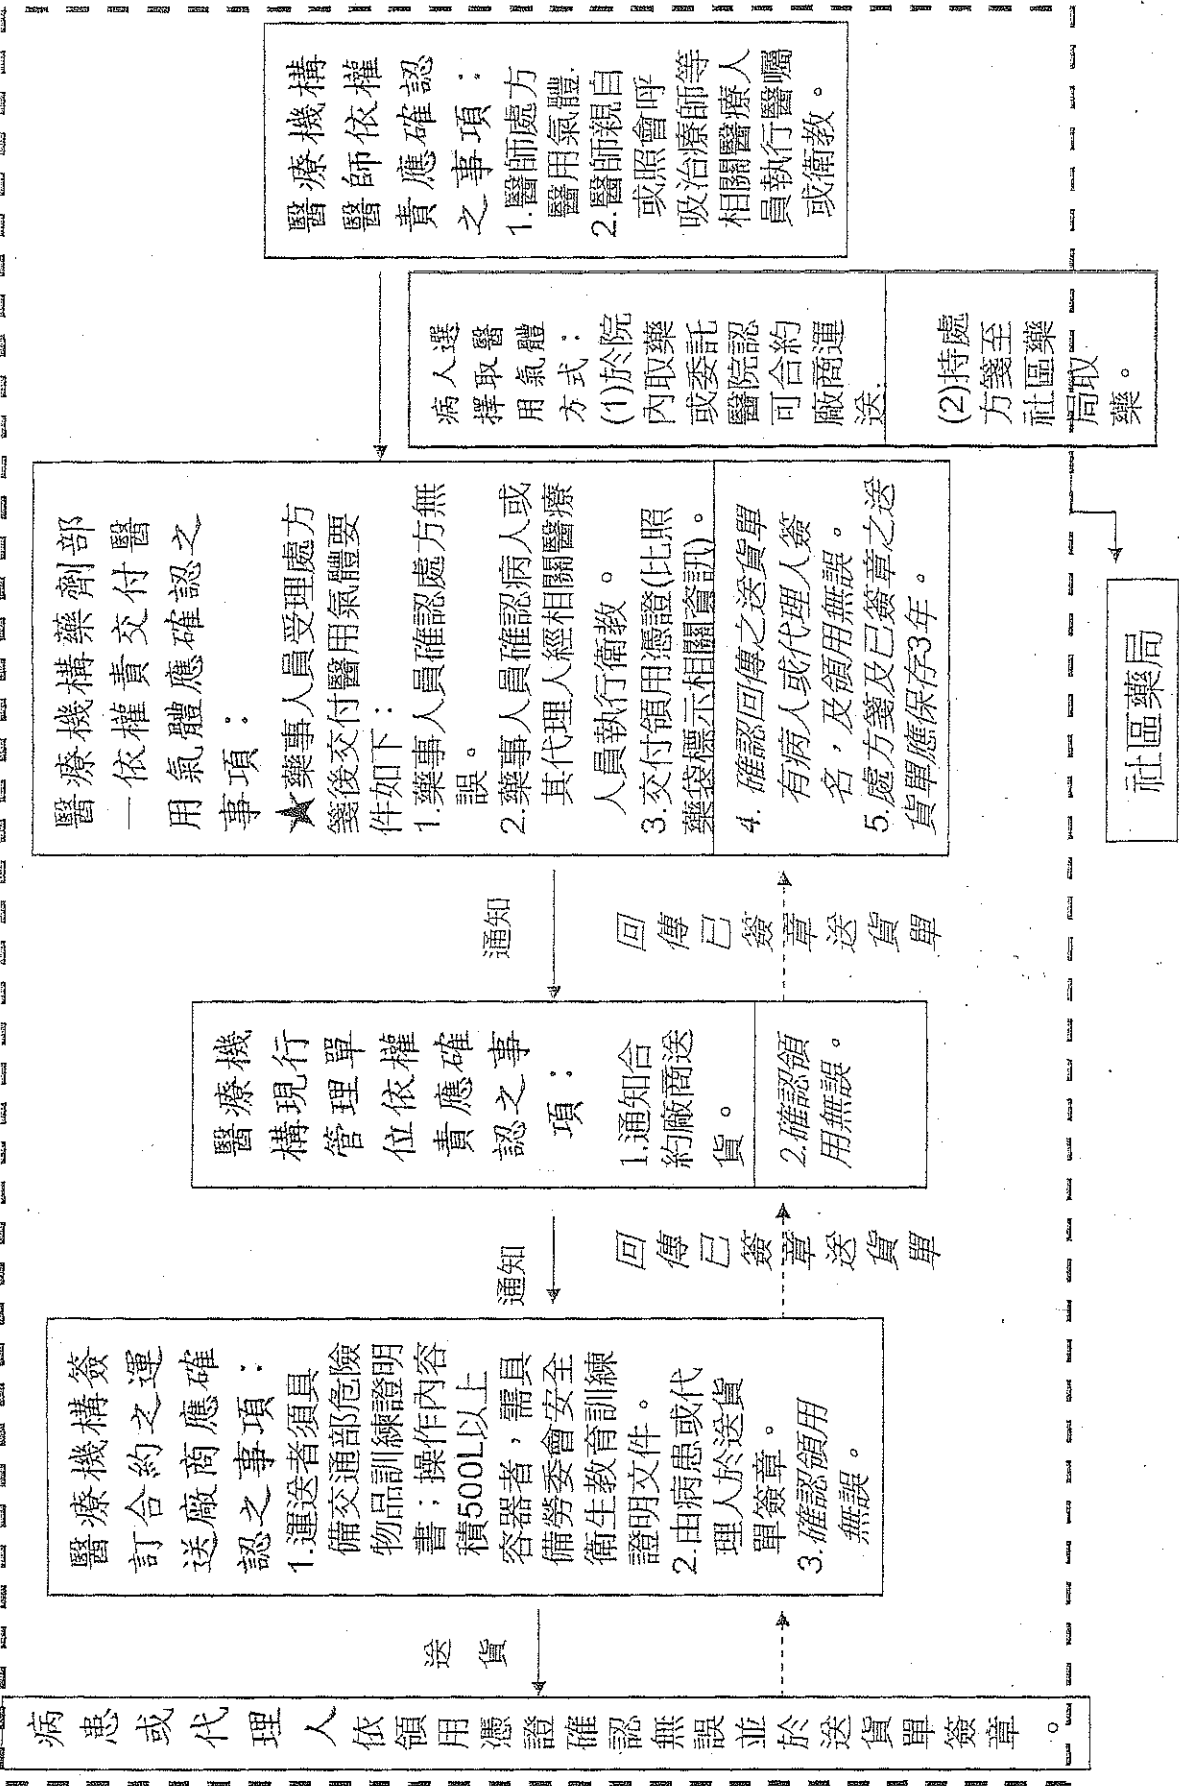 醫療機構
醫師依權
責應確認
之事項：
1.醫師處方
醫用氣體.
2.醫師親自
或照會呼
吸治療師等
相關醫療人
員執行醫囑
或衛教。
病人選
擇取醫
用氣體
方式：
(1)於院
內取藥
或委託
醫院認
可合約
廠商運
送.
(2)持處
方箋至
社區藥
局取
藥。
社區藥局
醫療機構藥劑部
—依權責交付醫
用氣體應確認之
事項：
★藥事人員受理處方
箋後交付醫用氣體要
件如下：
1.藥事人員確認處方無
誤。
2.藥事人員確認病人或
其代理人經相關醫療
人員執行衛教。
3.交付領用憑證(比照
藥袋標示相關資訊)。
4. 確認回傳之送貨單
有病人或代理人簽
名，及領用無誤。
5.處方箋及已簽章之送
貨單應保存3年。
通知
回傳已簽章送貨單
醫療機
構現行
管理單
位依權
責應確
認之事
項：
1.通知合
約廠商送
貨。
2.確認領
用無誤。
通知
回傳已簽章送貨單
醫療機構簽
訂合約之運
送廠商應確
認之事項：
1.運送者須具
備交通部危險
物品訓練證明
書；操作內容
積500L以上
容器者，需具
備勞委會安全
衛生教育訓練
證明文件。
2.由病患或代
理人於送貨
單簽章。
3.確認領用
無誤。
送貨
病患或代理人依領用憑證確認無誤並於送貨單簽章。